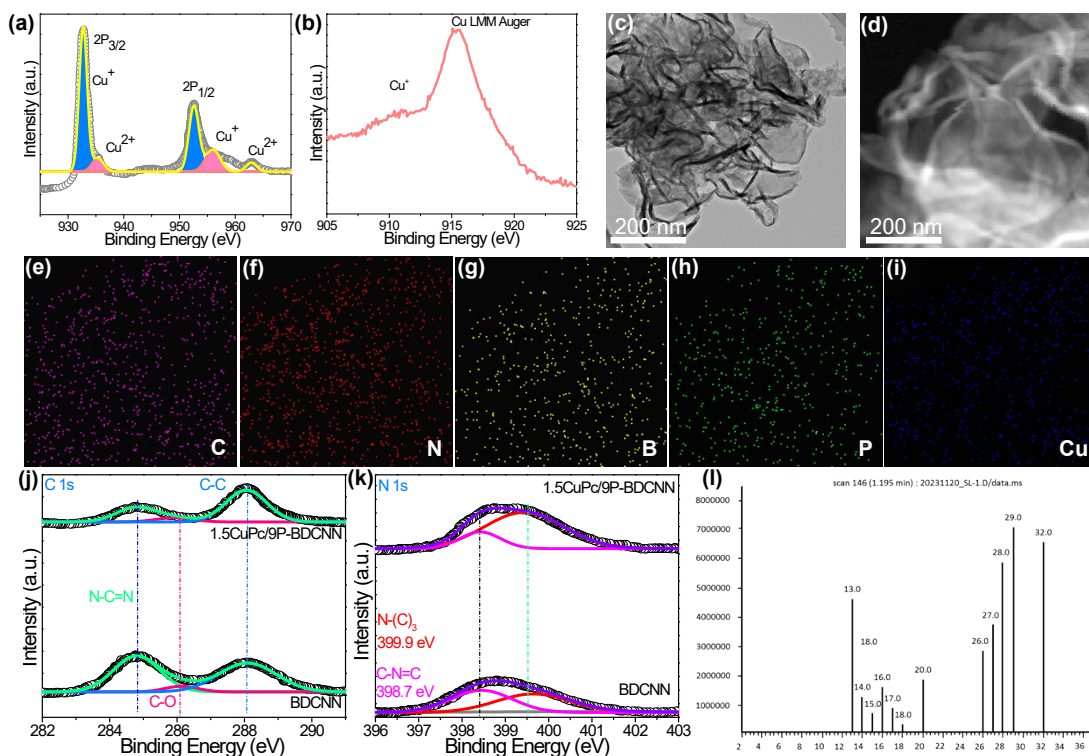 (a)
2P3/2
Cu+
Cu2+
2P1/2
Cu+
Cu2+
Intensity (a.u.)
930 940 950 960 970
Binding Energy (eV)
(b)
Cu LMM Auger
Cu+
Intensity (a.u.)
905 910 915 920 925
Binding Energy (eV)
(c)
200 nm
(d)
200 nm
(e)
C
(f)
N
(g)
B
(h)
P
(i)
Cu
(j)
C 1s
C-C
1.5CuPc/9P-BDCNN
N-C=N
C-O
BDCNN
Intensity (a.u.)
282 284 286 288 290
Binding Energy (eV)
(k)
N 1s
1.5CuPc/9P-BDCNN
N-(C)3
399.9 eV
C-N=C
398.7 eV
BDCNN
Intensity (a.u.)
396 397 398 399 400 401 402 403
Binding Energy (eV)
(l)
scan 146 (1.195 min) : 20231120_SL-1.D/data.ms
8000000
7000000
6000000
5000000
4000000
3000000
2000000
1000000
13.0
18.0
14.0
15.0
16.0
17.0
18.0
20.0
26.0
27.0
28.0
29.0
32.0
2 4 6 8 10 12 14 16 18 20 22 24 26 28 30 32 34 36